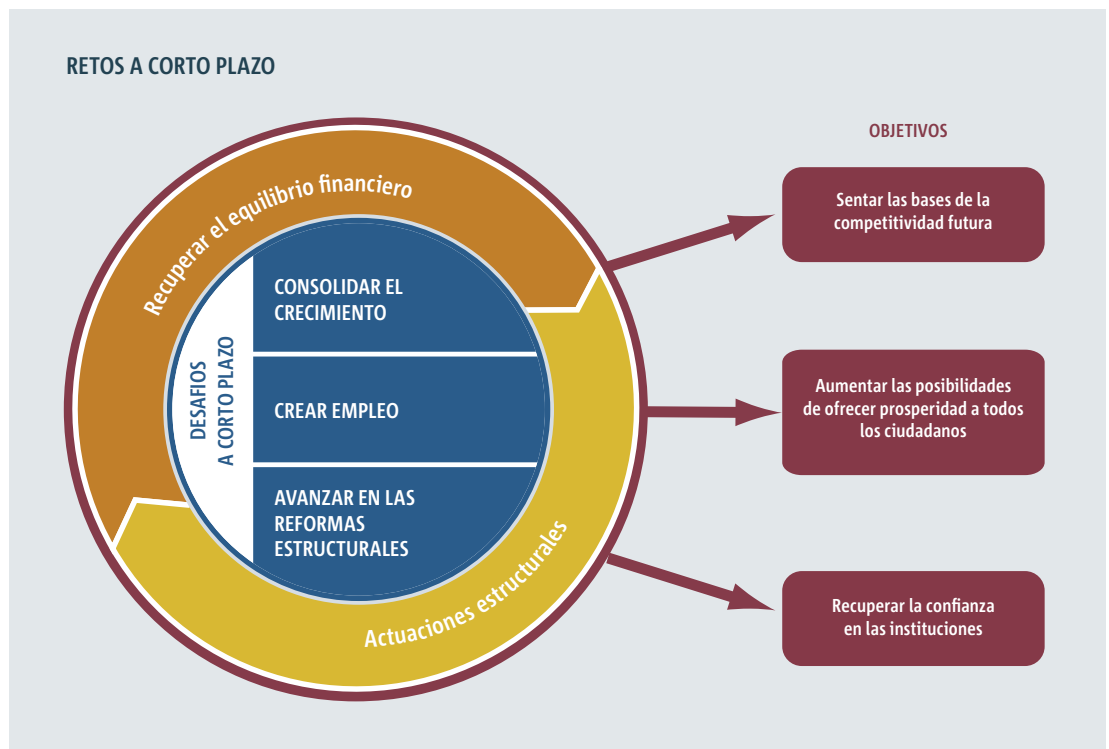 RETOS A CORTO PLAZO
Recuperar el equilibrio financiero
DESAFIOS
A CORTO PLAZO
CONSOLIDAR EL
CRECIMIENTO
CREAR EMPLEO
AVANZAR EN LAS
REFORMAS
ESTRUCTURALES
Actuaciones estructurales
OBJETIVOS
Sentar las bases de la
competitividad futura
Aumentar las posibilidades
de ofrecer prosperidad a todos
los ciudadanos
Recuperar la confianza
en las instituciones